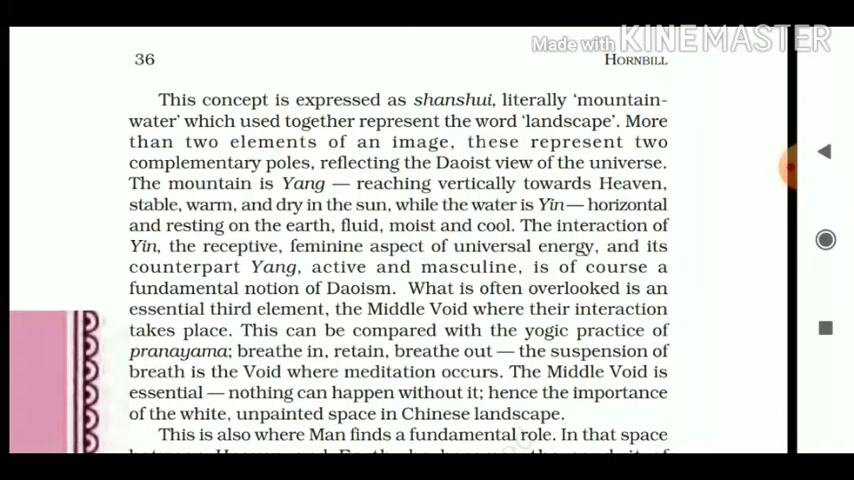 Made with KINEMASTER
36 HORNBILL
This concept is expressed as shanshui, literally ‘mountain-
water’ which used together represent the word ‘landscape’. More
than two elements of an image, these represent two
complementary poles, reflecting the Daoist view of the universe.
The mountain is Yang — reaching vertically towards Heaven,
stable, warm, and dry in the sun, while the water is Yin — horizontal
and resting on the earth, fluid, moist and cool. The interaction of
Yin, the receptive, feminine aspect of universal energy, and its
counterpart Yang, active and masculine, is of course a
fundamental notion of Daoism. What is often overlooked is an
essential third element, the Middle Void where their interaction
takes place. This can be compared with the yogic practice of
pranayama; breathe in, retain, breathe out — the suspension of
breath is the Void where meditation occurs. The Middle Void is
essential — nothing can happen without it; hence the importance
of the white, unpainted space in Chinese landscape.
This is also where Man finds a fundamental role. In that space